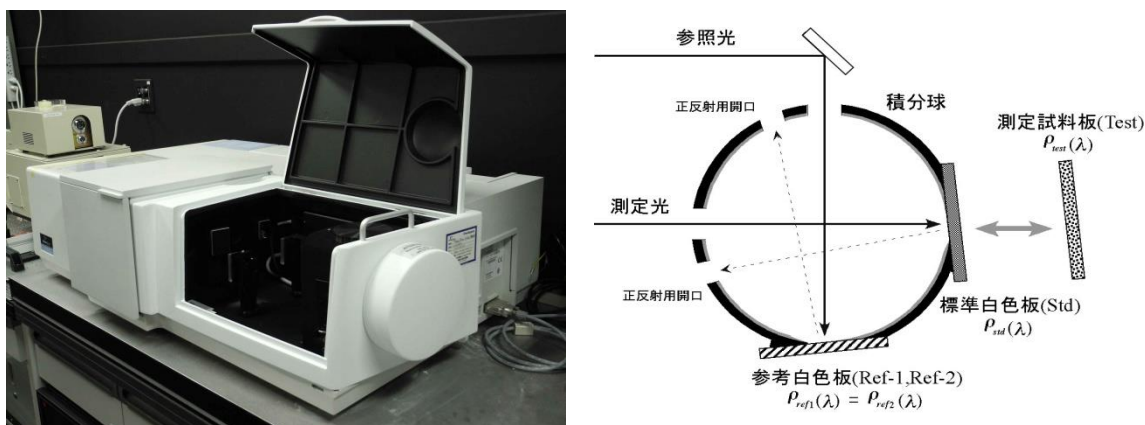 参照光
正反射用開口
積分球
測定試料板(Test)
ρtest(λ)
測定光
正反射用開口
標準白色板(Std)
ρstd(λ)
参考白色板(Ref-1,Ref-2)
ρref1(λ) = ρref2(λ)